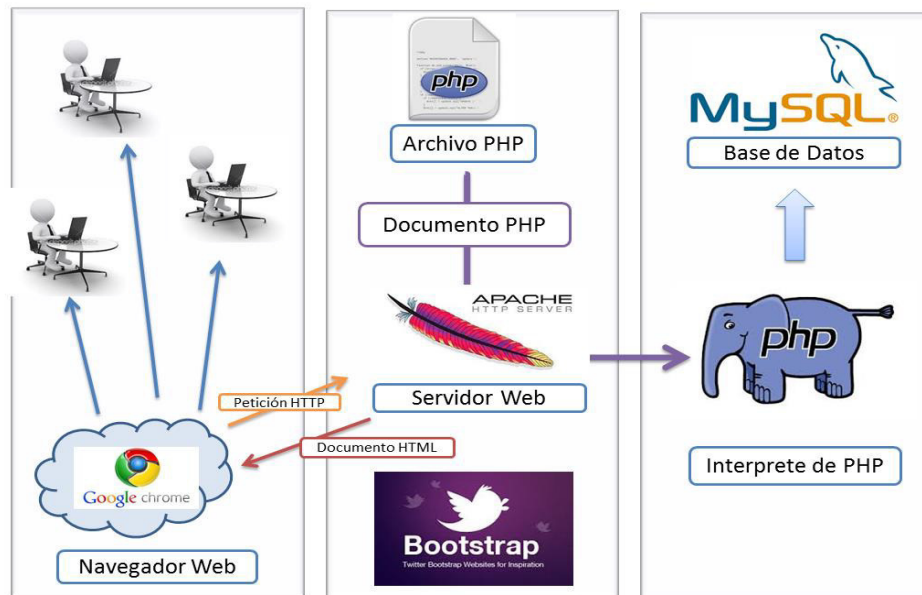 Google chrome
Navegador Web
Petición HTTP
Documento HTML
php
Archivo PHP
Documento PHP
APACHE
HTTP SERVER
Servidor Web
Bootstrap
Twitter Bootstrap Websites for Inspiration
MySQL®
Base de Datos
php
Interprete de PHP